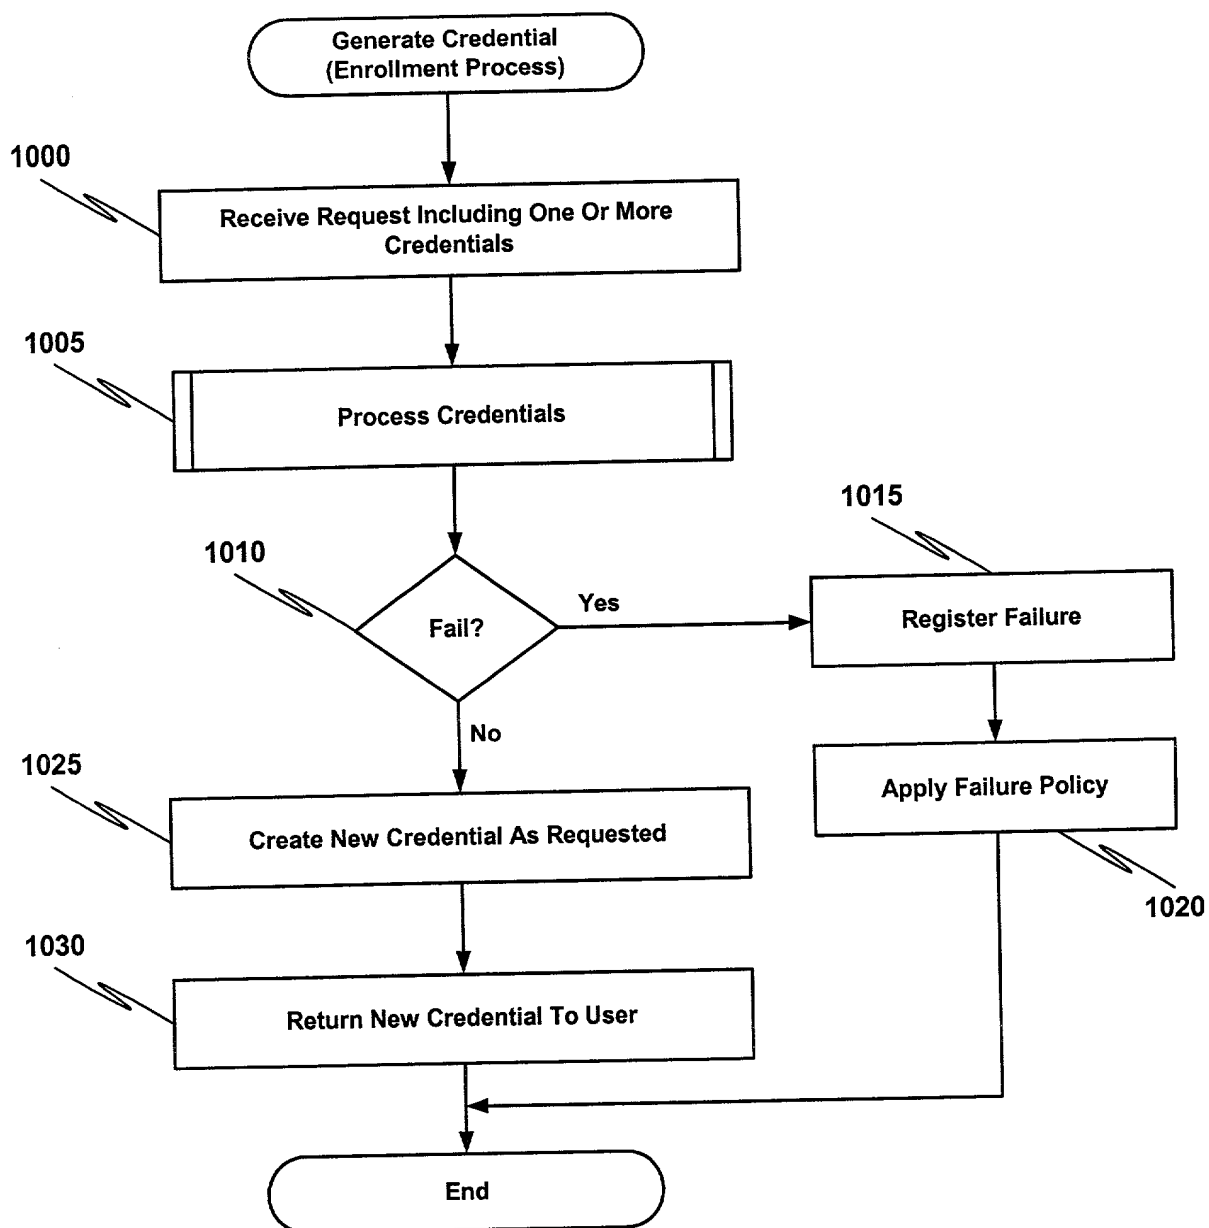 Generate Credential
(Enrollment Process)
1000
Receive Request Including One Or More
Credentials
1005
Process Credentials
1010
Fail?
Yes
1015
Register Failure
No
1025
Create New Credential As Requested
Apply Failure Policy
1020
1030
Return New Credential To User
End